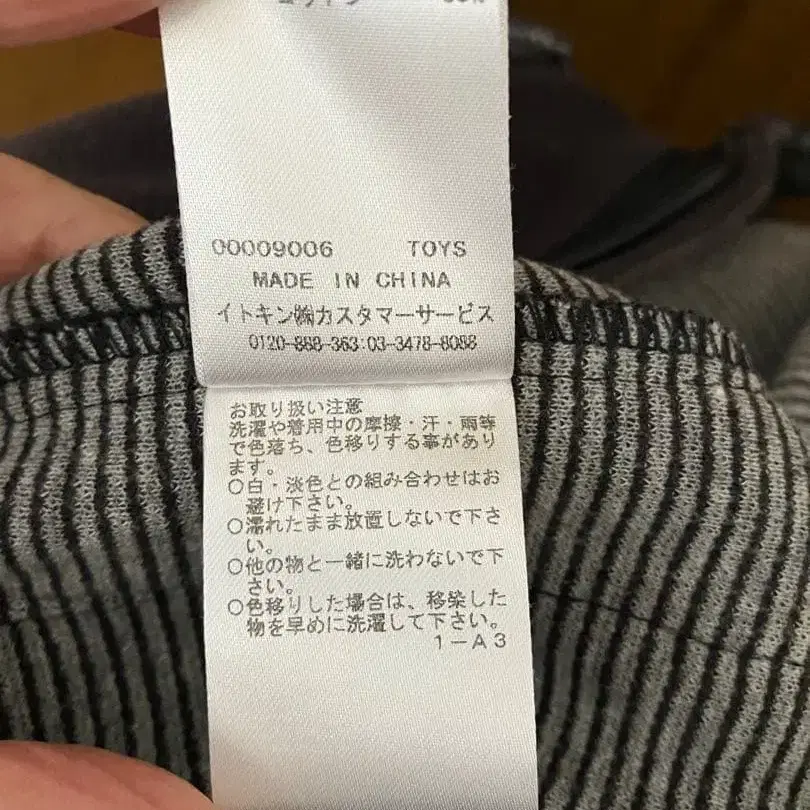 00009006 TOYS
MADE IN CHINA
イトキン㈱カスタマーサービス
0120-888-363:03-3478-8088
お取り扱い注意
洗濯や着用中の摩擦・汗・雨等
で色落ち、色移りする事があり
ます。
○白・淡色との組み合わせはお
避け下さい。
○濡れたまま放置しないで下さ
い。
○他の物と一緒に洗わないで下
さい。
○色移りした場合は、移染した
物を早めに洗濯して下さい。
1-A3